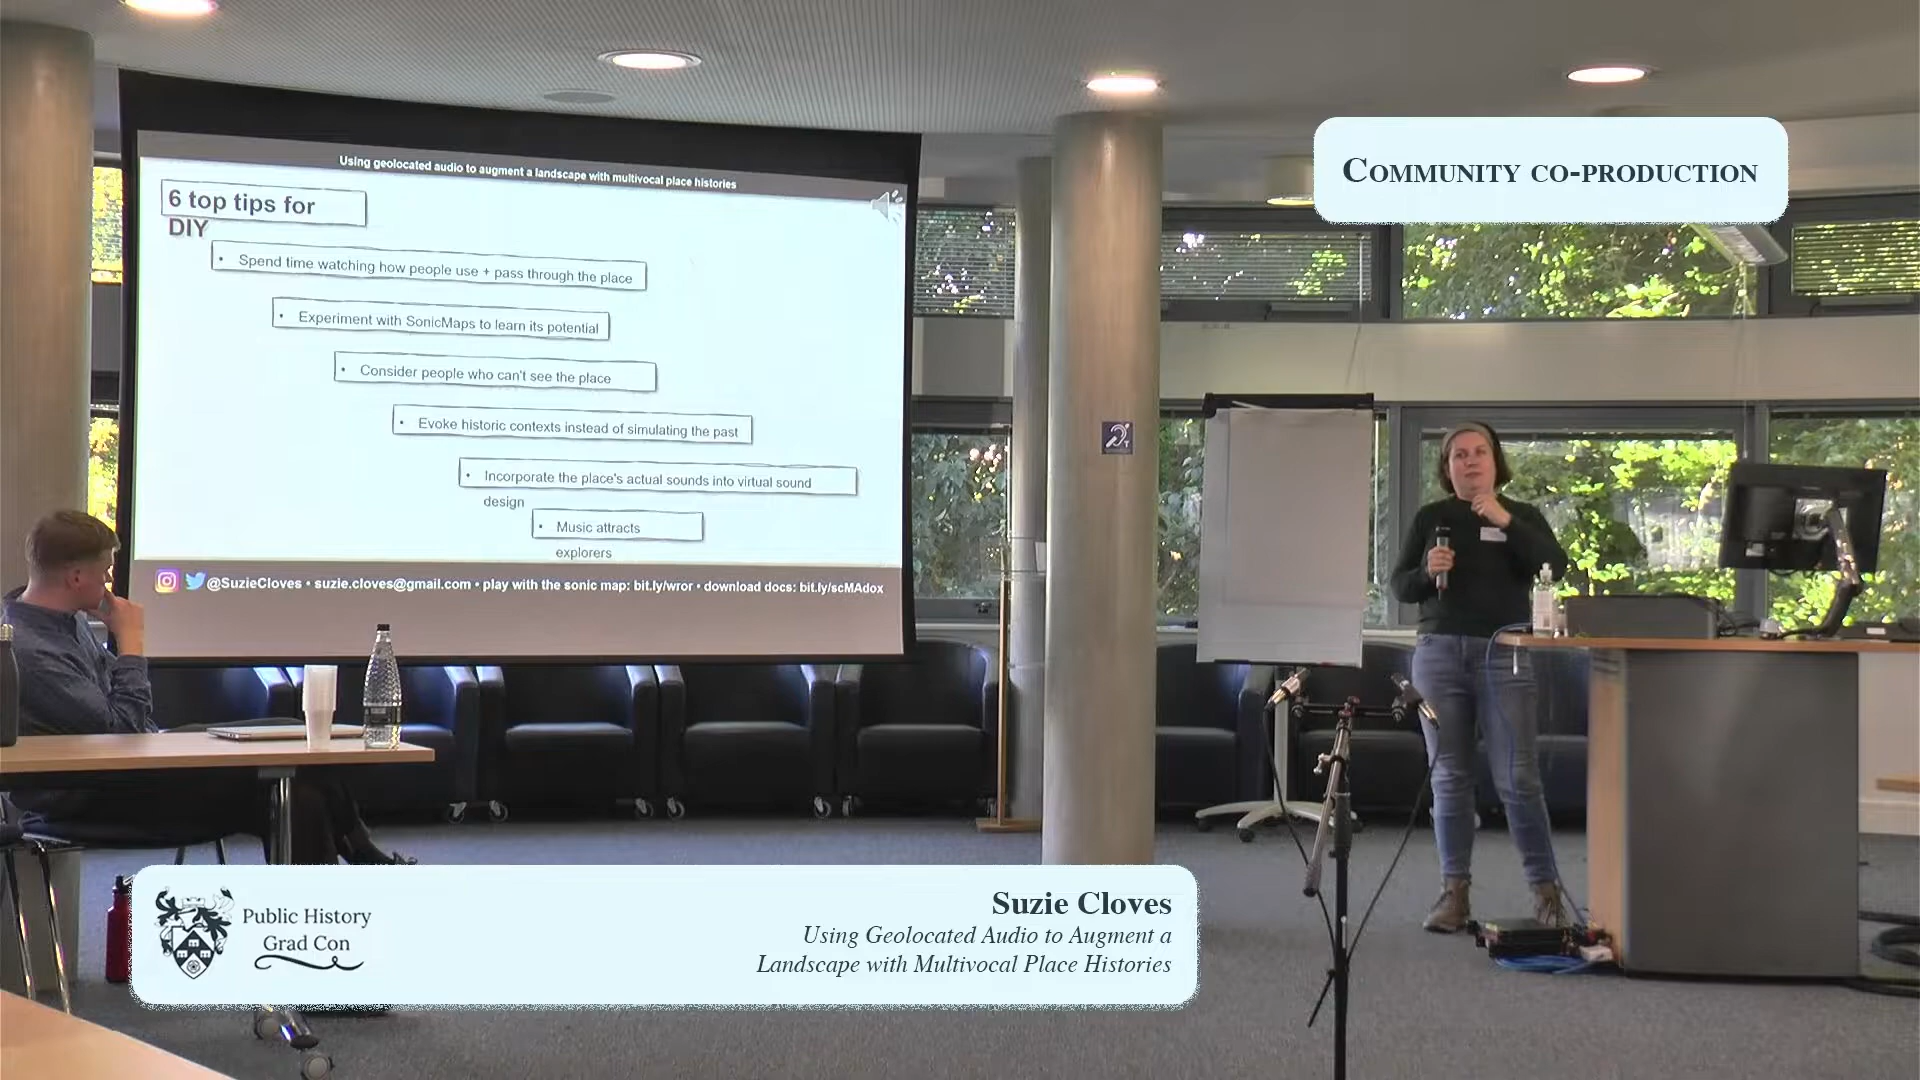 Using geolocated audio to augment a landscape with multivocal place histories
6 top tips for
DIY
• Spend time watching how people use + pass through the place
• Experiment with SonicMaps to learn its potential
• Consider people who can't see the place
• Evoke historic contexts instead of simulating the past
• Incorporate the place's actual sounds into virtual sound
design
• Music attracts
explorers
@SuzieCloves • suzie.cloves@gmail.com • play with the sonic map: bit.ly/wror • download docs: bit.ly/scMAdox
Community co-production
T
Public History
Grad Con
Suzie Cloves
Using Geolocated Audio to Augment a
Landscape with Multivocal Place Histories